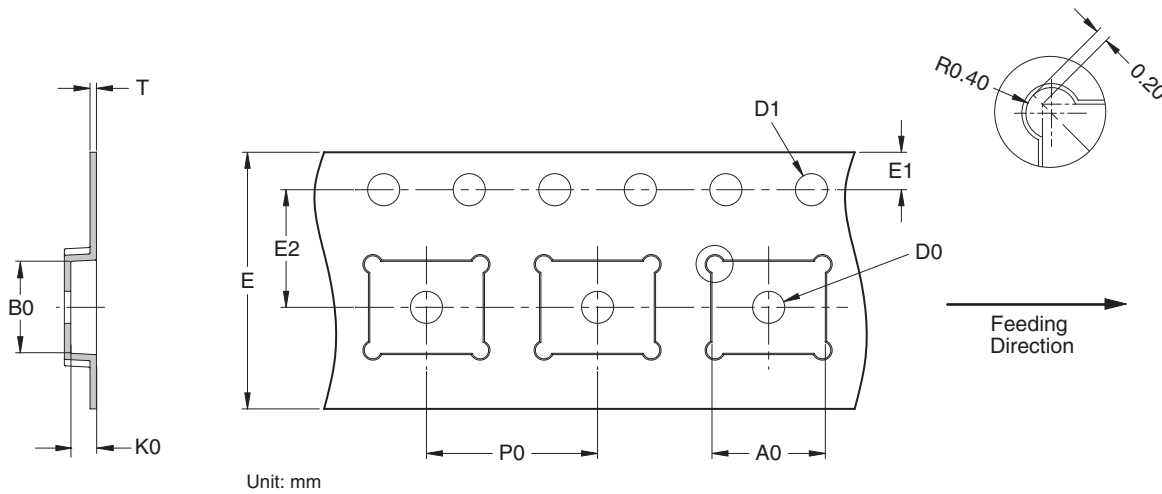 T
R0.40
0.20
D1
E1
E2
E
D0
B0
Feeding
Direction
K0
P0
A0
Unit: mm